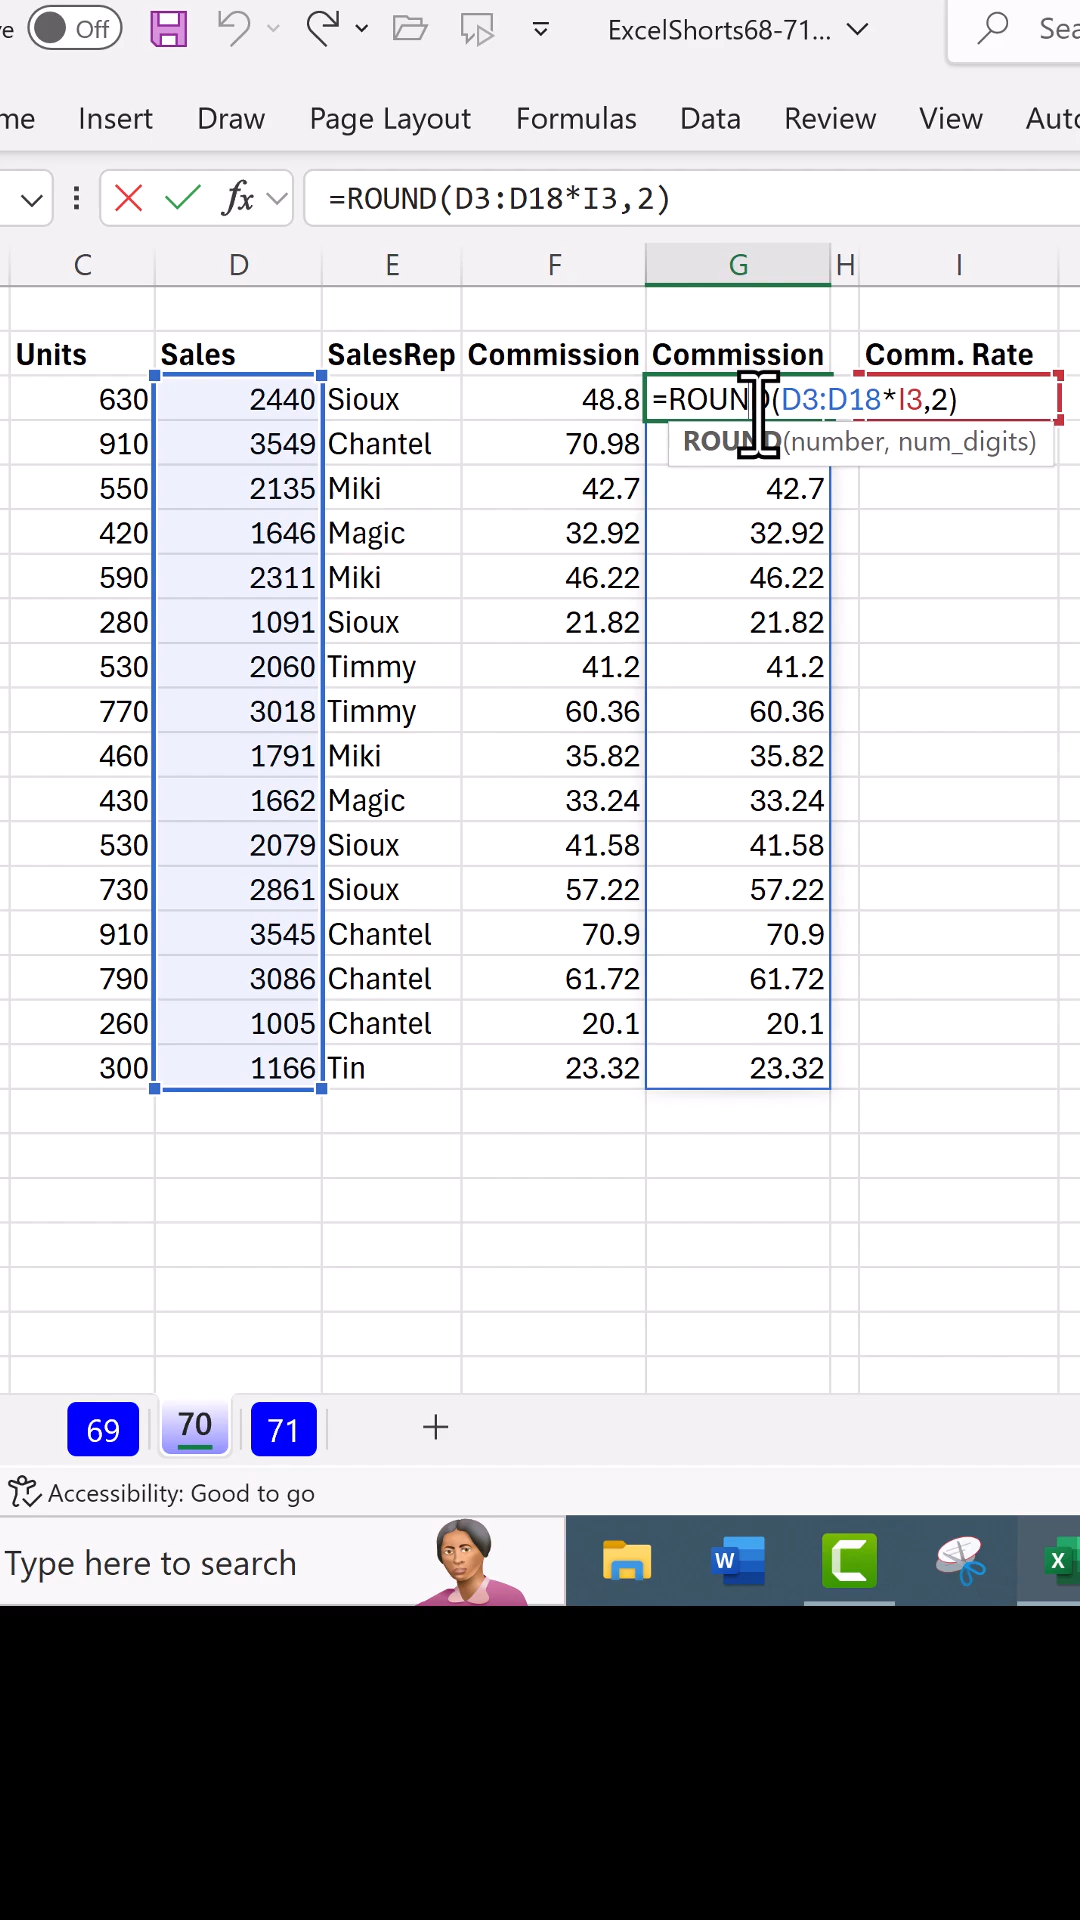 e Off ExcelShorts68-71... Sea
me Insert Draw Page Layout Formulas Data Review View Auto
fx =ROUND(D3:D18*I3,2)
C D E F G H I
Units Sales SalesRep Commission Commission Comm. Rate
630 2440 Sioux 48.8 =ROUND(D3:D18*I3,2)
910 3549 Chantel 70.98 ROUND(number, num_digits)
550 2135 Miki 42.7 42.7
420 1646 Magic 32.92 32.92
590 2311 Miki 46.22 46.22
280 1091 Sioux 21.82 21.82
530 2060 Timmy 41.2 41.2
770 3018 Timmy 60.36 60.36
460 1791 Miki 35.82 35.82
430 1662 Magic 33.24 33.24
530 2079 Sioux 41.58 41.58
730 2861 Sioux 57.22 57.22
910 3545 Chantel 70.9 70.9
790 3086 Chantel 61.72 61.72
260 1005 Chantel 20.1 20.1
300 1166 Tin 23.32 23.32
69 70 71 +
Accessibility: Good to go
Type here to search W C X